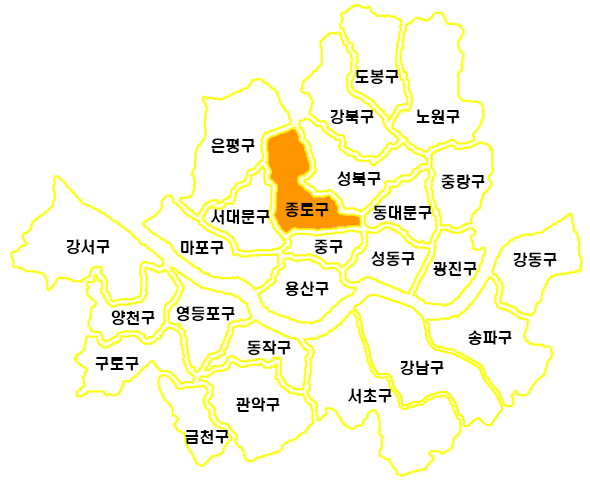 도봉구
강북구
노원구
은평구
성북구
중랑구
서대문구
종로구
동대문구
강서구
마포구
중구
성동구
광진구
강동구
용산구
양천구
영등포구
송파구
동작구
구토구
강남구
서초구
관악구
금천구